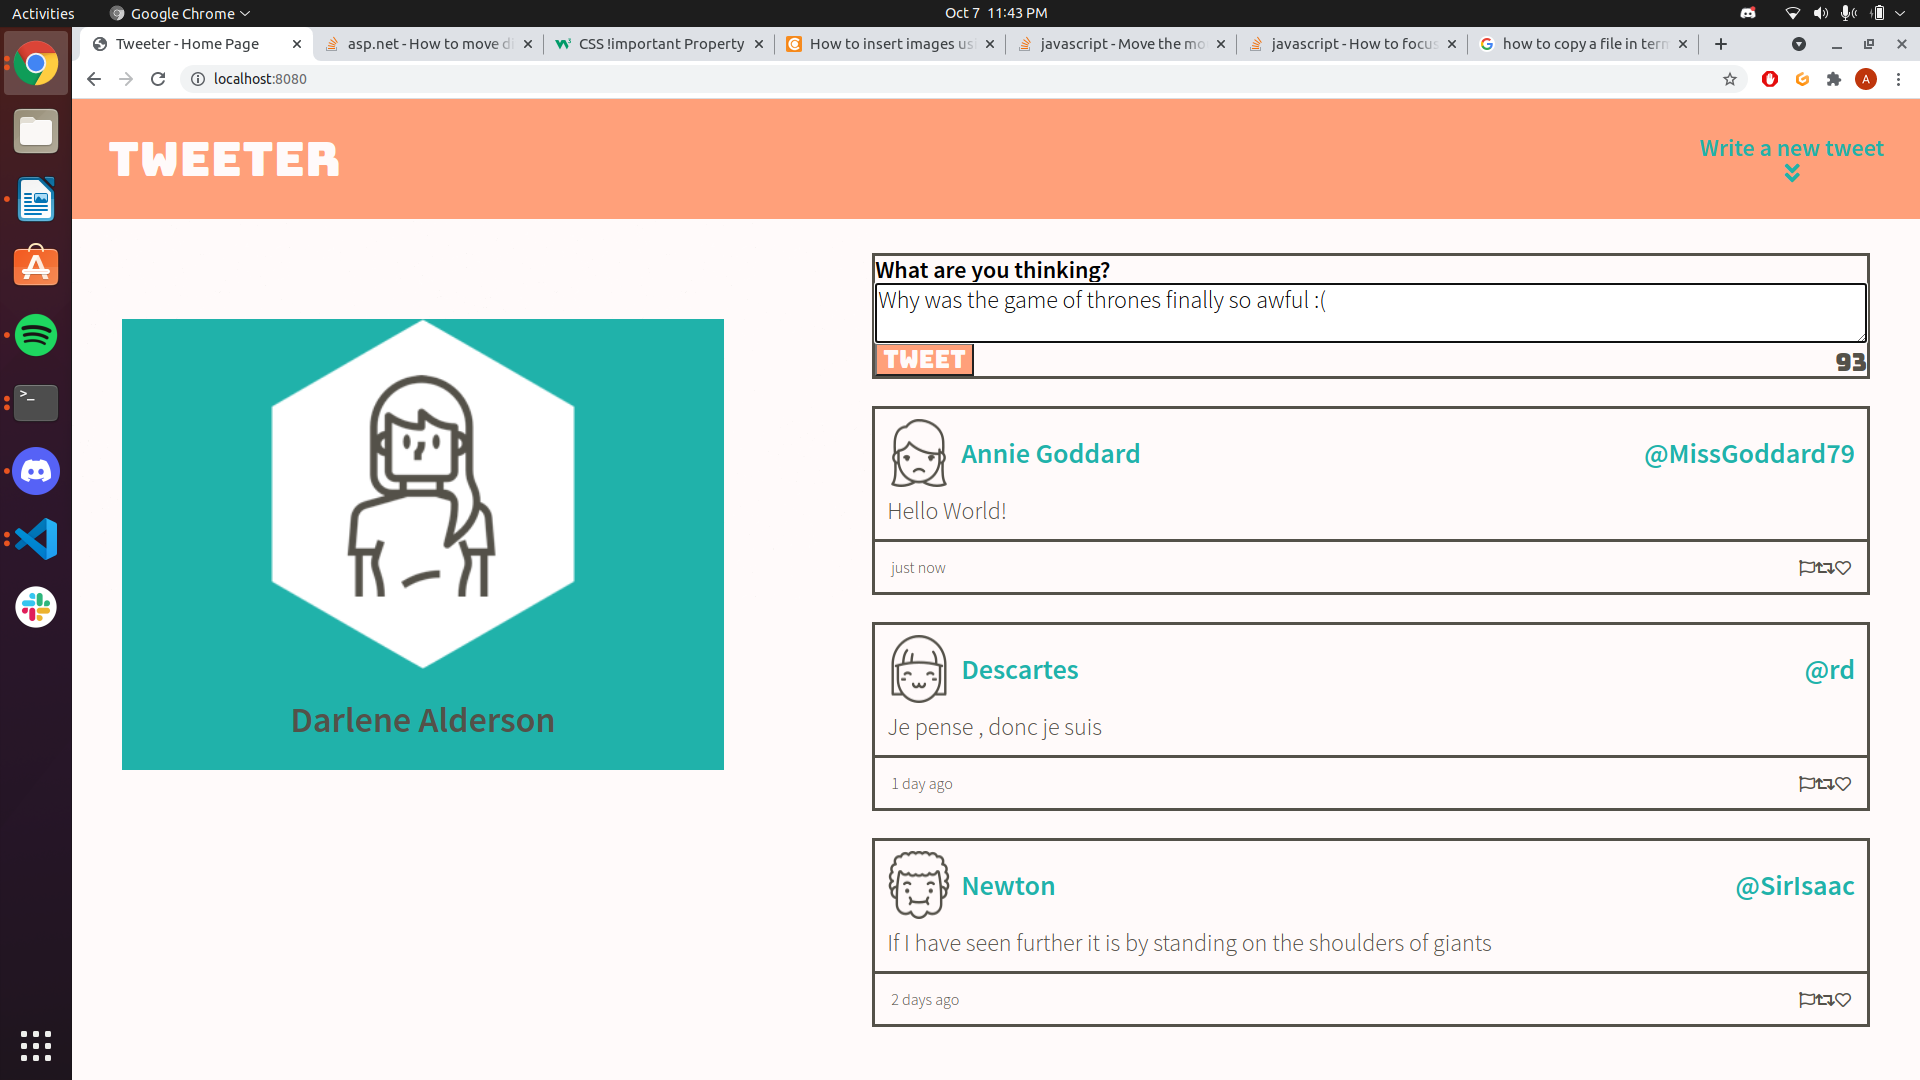 Activities Google Chrome Oct 7 11:43 PM
Tweeter - Home Page asp.net - How to move di CSS !important Property How to insert images usi javascript - Move the mo javascript - How to focus how to copy a file in term
localhost:8080 A
TWEETER
Write a new tweet
What are you thinking?
Why was the game of thrones finally so awful :(
TWEET 93
Darlene Alderson
Annie Goddard @MissGoddard79
Hello World!
just now
Descartes @rd
Je pense , donc je suis
1 day ago
Newton @SirIsaac
If I have seen further it is by standing on the shoulders of giants
2 days ago